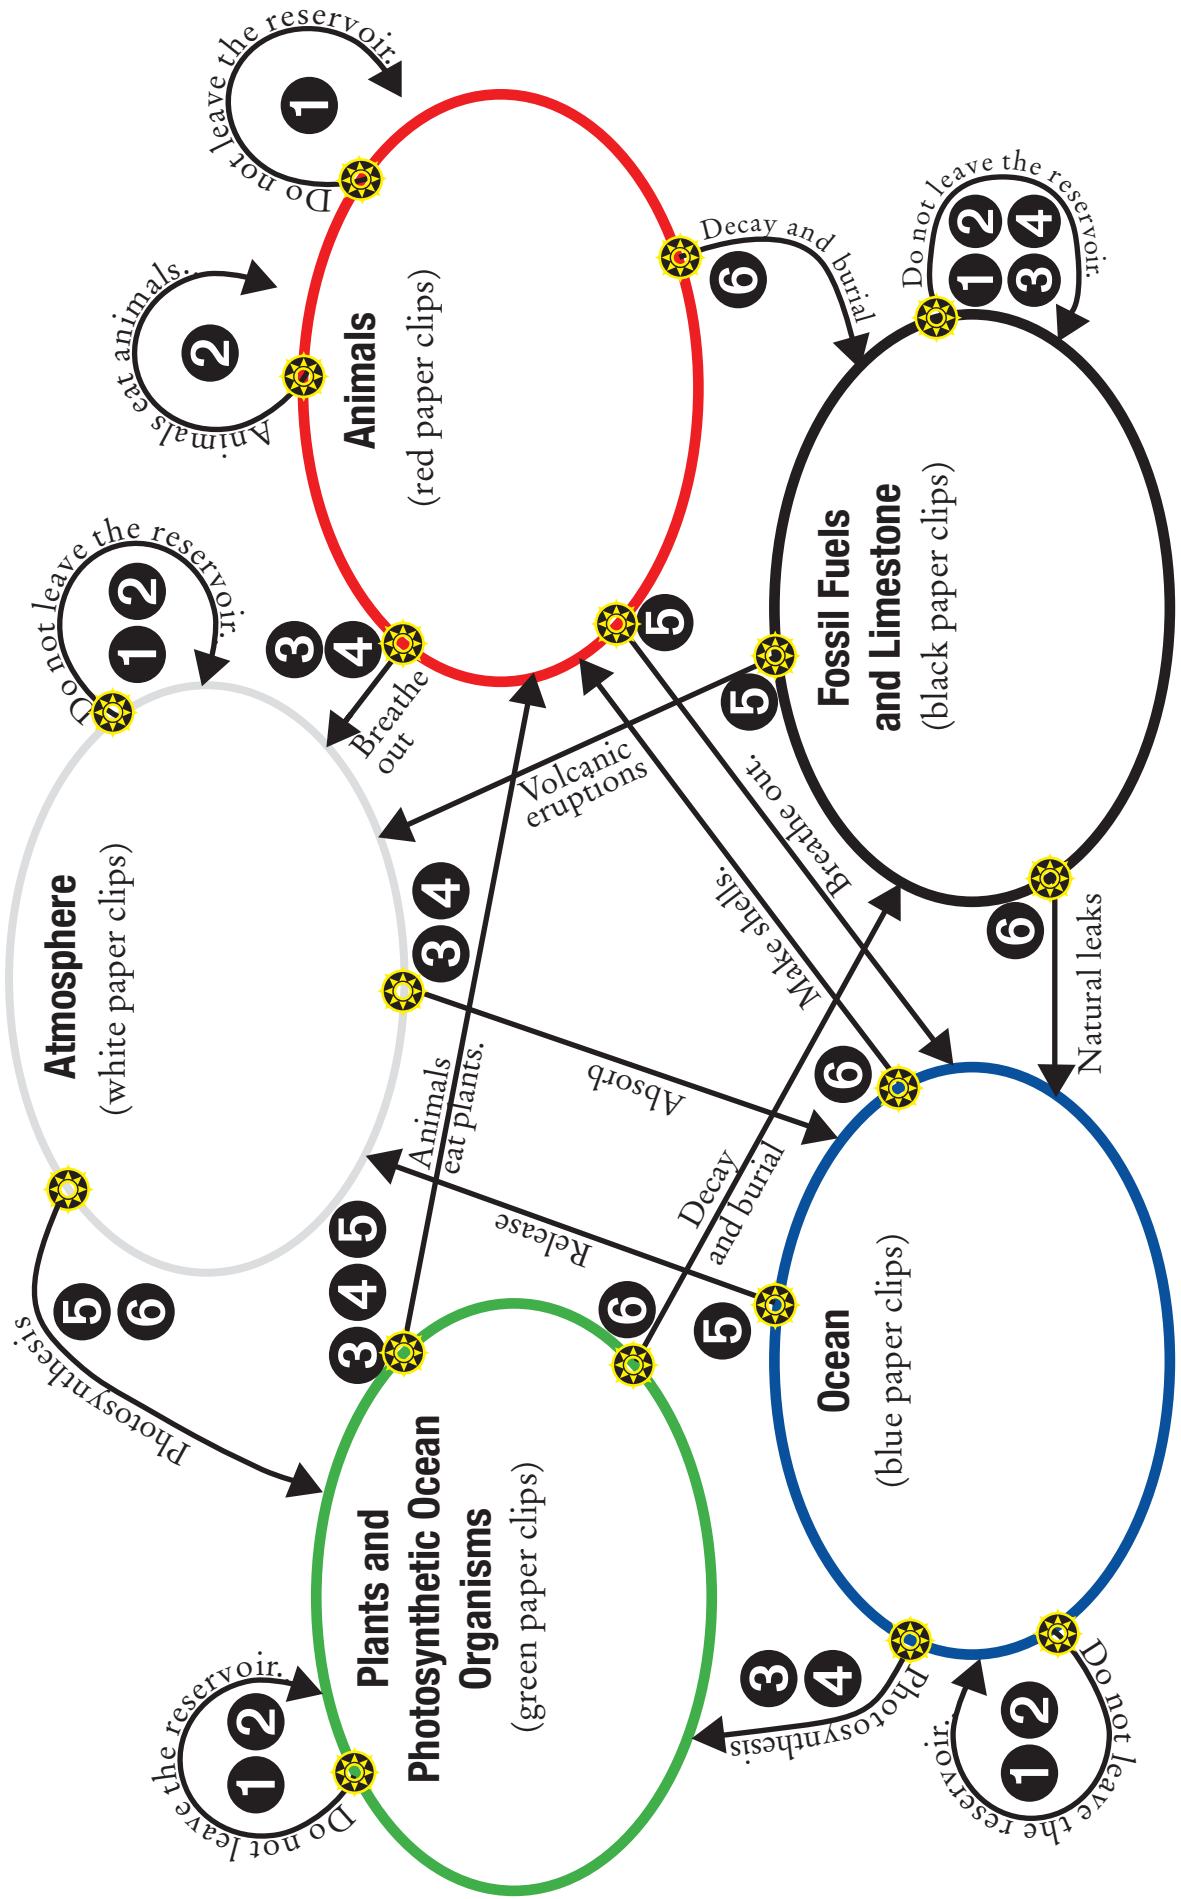 Do not leave the reservoir.
1 2
Plants and
Photosynthetic Ocean
Organisms
(green paper clips)
3 4 5
Animals
eat plants.
6
Decay
and burial
Photosynthesis
5 6
Atmosphere
(white paper clips)
Do not leave the reservoir.
1 2
3 4
Absorb
Animals eat animals..
2
Do not leave the reservoir.
1
Animals
(red paper clips)
3 4
Breathe
out
5
Breathe out.
6
Decay and burial
Photosynthesis
3 4
Do not leave the reservoir..
1 2
Ocean
(blue paper clips)
5
Release
6
Make shells.
Fossil Fuels
and Limestone
(black paper clips)
5
Volcanic
eruptions
6
Natural leaks
Do not leave the reservoir.
1 2
3 4